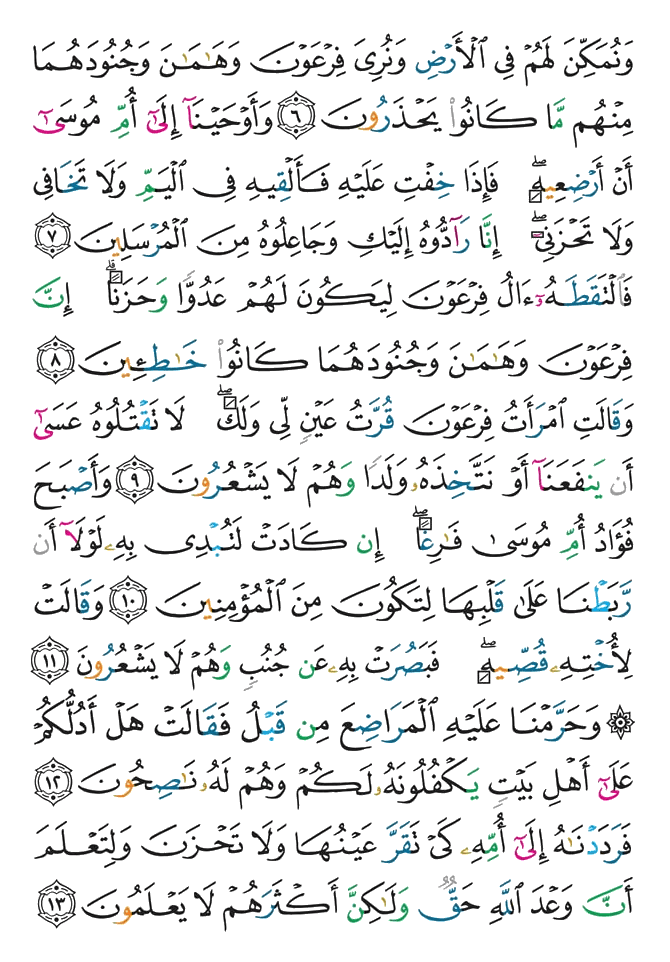 وَنُمَكِّنَ لَهُمْ فِي ٱلْأَرْضِ وَنُرِيَ فِرْعَوْنَ وَهَٰمَٰنَ وَجُنُودَهُمَا
مِنْهُم مَّا كَانُوا۟ يَحْذَرُونَ ٦ وَأَوْحَيْنَآ إِلَىٰٓ أُمِّ مُوسَىٰٓ
أَنْ أَرْضِعِيهِ ۖ فَإِذَا خِفْتِ عَلَيْهِ فَأَلْقِيهِ فِي ٱلْيَمِّ وَلَا تَخَافِي
وَلَا تَحْزَنِيٓ ۖ إِنَّا رَآدُّوهُ إِلَيْكِ وَجَاعِلُوهُ مِنَ ٱلْمُرْسَلِينَ ٧
فَٱلْتَقَطَهُۥٓ ءَالُ فِرْعَوْنَ لِيَكُونَ لَهُمْ عَدُوًّا وَحَزَنًا ۗ إِنَّ
فِرْعَوْنَ وَهَٰمَٰنَ وَجُنُودَهُمَا كَانُوا۟ خَٰطِـِٔينَ ٨
وَقَالَتِ ٱمْرَأَتُ فِرْعَوْنَ قُرَّتُ عَيْنٍ لِّي وَلَكَ ۖ لَا تَقْتُلُوهُ عَسَىٰٓ
أَن يَنفَعَنَآ أَوْ نَتَّخِذَهُۥ وَلَدًا وَهُمْ لَا يَشْعُرُونَ ٩ وَأَصْبَحَ
فُؤَادُ أُمِّ مُوسَىٰ فَٰرِغًا ۖ إِن كَادَتْ لَتُبْدِي بِهِۦ لَوْلَآ أَن
رَّبَطْنَا عَلَىٰ قَلْبِهَا لِتَكُونَ مِنَ ٱلْمُؤْمِنِينَ ١٠ وَقَالَتْ
لِأُخْتِهِۦ قُصِّيهِ ۖ فَبَصُرَتْ بِهِۦ عَن جُنُبٍ وَهُمْ لَا يَشْعُرُونَ ١١
۞ وَحَرَّمْنَا عَلَيْهِ ٱلْمَرَاضِعَ مِن قَبْلُ فَقَالَتْ هَلْ أَدُلُّكُمْ
عَلَىٰٓ أَهْلِ بَيْتٍ يَكْفُلُونَهُۥ لَكُمْ وَهُمْ لَهُۥ نَٰصِحُونَ ١٢
فَرَدَدْنَٰهُ إِلَىٰٓ أُمِّهِۦ كَيْ تَقَرَّ عَيْنُهَا وَلَا تَحْزَنَ وَلِتَعْلَمَ
أَنَّ وَعْدَ ٱللَّهِ حَقٌّ وَلَٰكِنَّ أَكْثَرَهُمْ لَا يَعْلَمُونَ ١٣